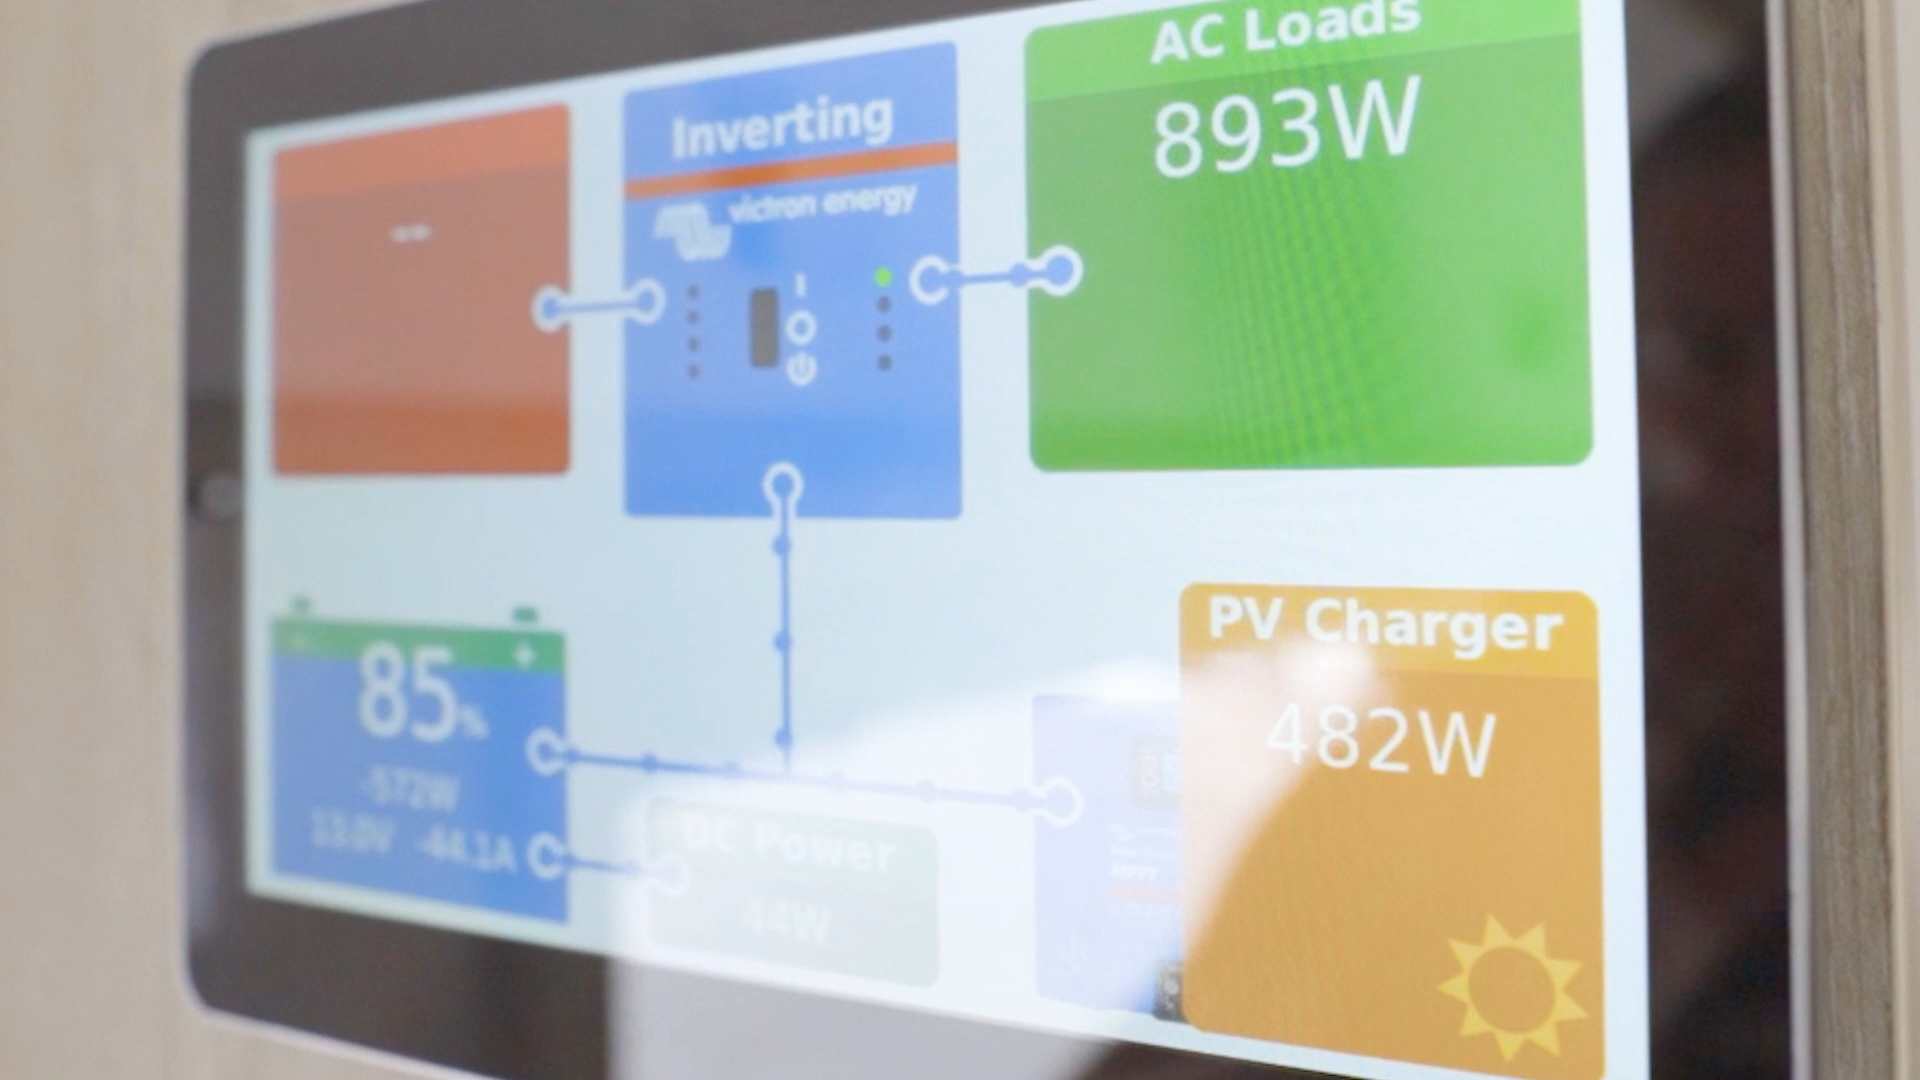 --
Inverting
victron energy
AC Loads
893W
85%
-572W
13.0V -44.1A
DC Power
44W
PV Charger
482W